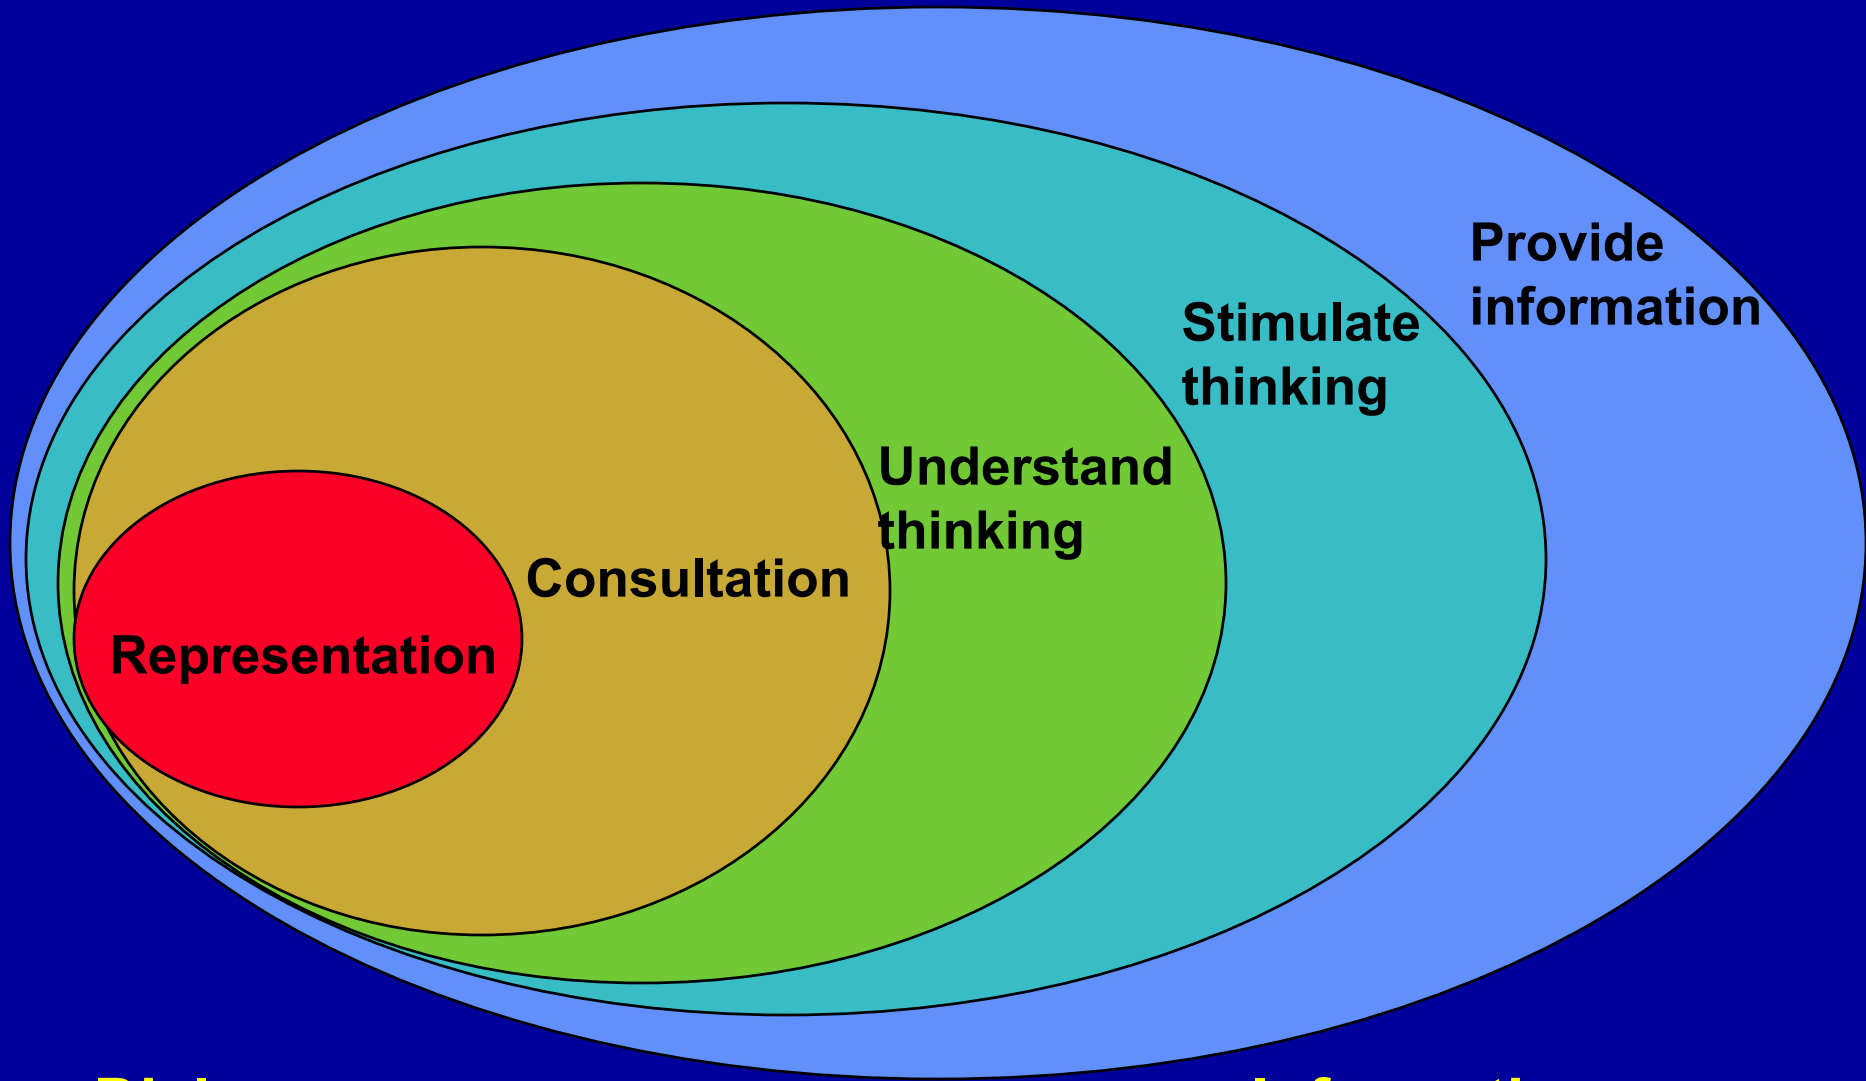 Provide
information
Stimulate
thinking
Understand
thinking
Consultation
Representation